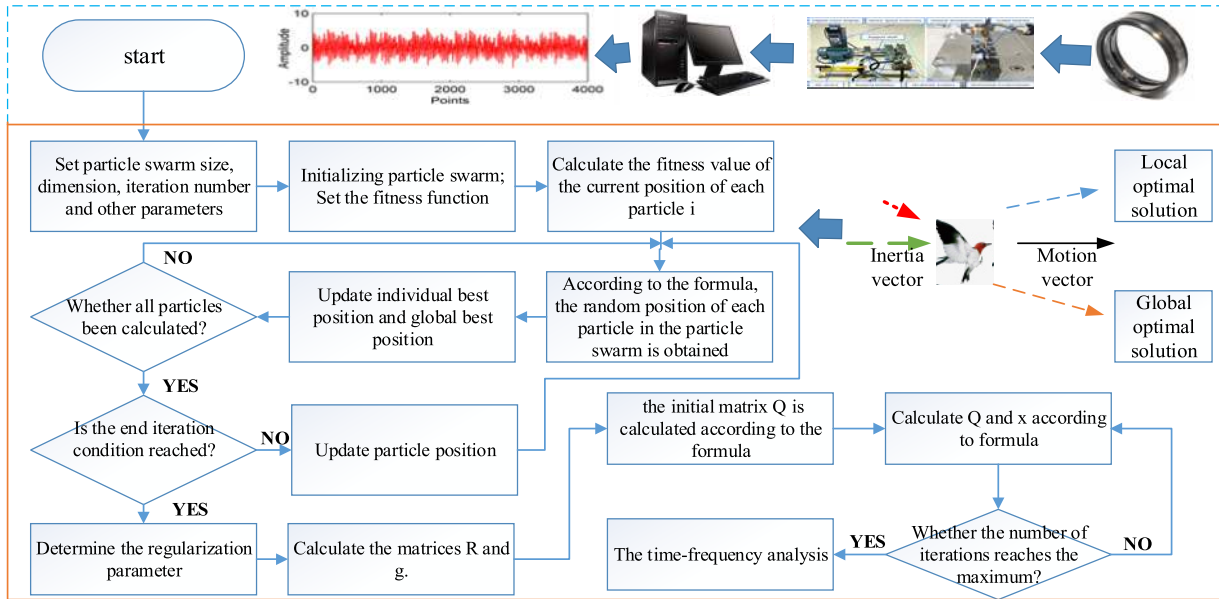 start
10
0
-10
Amplitude
0
1000
2000
3000
4000
Points
Set particle swarm size,
dimension, iteration number
and other parameters
Initializing particle swarm;
Set the fitness function
Calculate the fitness value of
the current position of each
particle i
Local
optimal
solution
Inertia
vector
Motion
vector
Global
optimal
solution
NO
Whether all particles
been calculated?
Update individual best
position and global best
position
According to the formula,
the random position of each
particle in the particle
swarm is obtained
YES
Is the end iteration
condition reached?
NO
Update particle position
the initial matrix Q is
calculated according to the
formula
Calculate Q and x according
to formula
YES
Determine the regularization
parameter
Calculate the matrices R and
g.
The time-frequency analysis
YES
Whether the number of
iterations reaches the
maximum?
NO